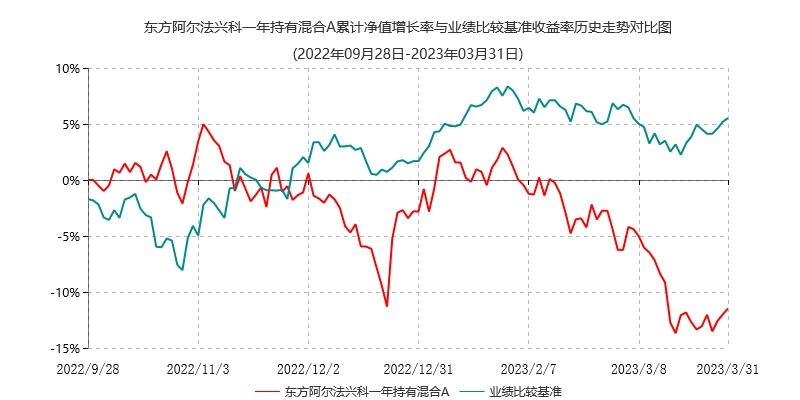 东方阿尔法兴科一年持有混合A累计净值增长率与业绩比较基准收益率历史走势对比图
(2022年09月28日-2023年03月31日)
10%
5%
0%
-5%
-10%
-15%
2022/9/28 2022/11/3 2022/12/2 2022/12/31 2023/2/7 2023/3/8 2023/3/31
东方阿尔法兴科一年持有混合A 业绩比较基准